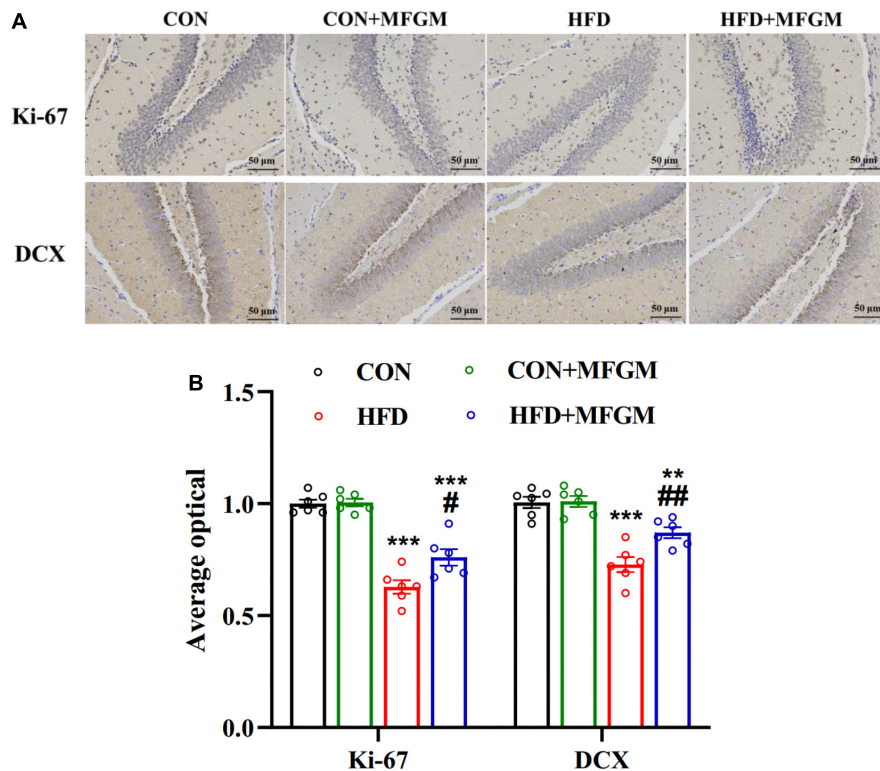 A
CON CON+MFGM HFD HFD+MFGM
Ki-67
50 μm 50 μm 50 μm 50 μm
DCX
50 μm 50 μm 50 μm 50 μm
B
CON CON+MFGM
HFD HFD+MFGM
Average optical
1.5
1.0
0.5
0.0
***
***
#
***
**
##
Ki-67 DCX